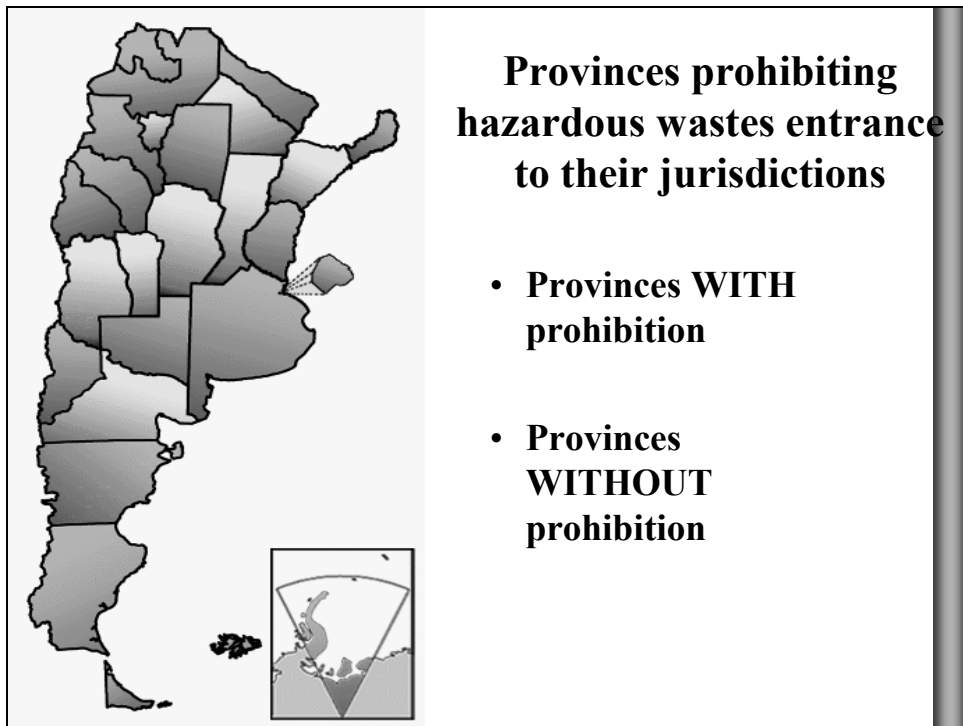 Provinces prohibiting
hazardous wastes entrance
to their jurisdictions
• Provinces WITH
prohibition
• Provinces
WITHOUT
prohibition